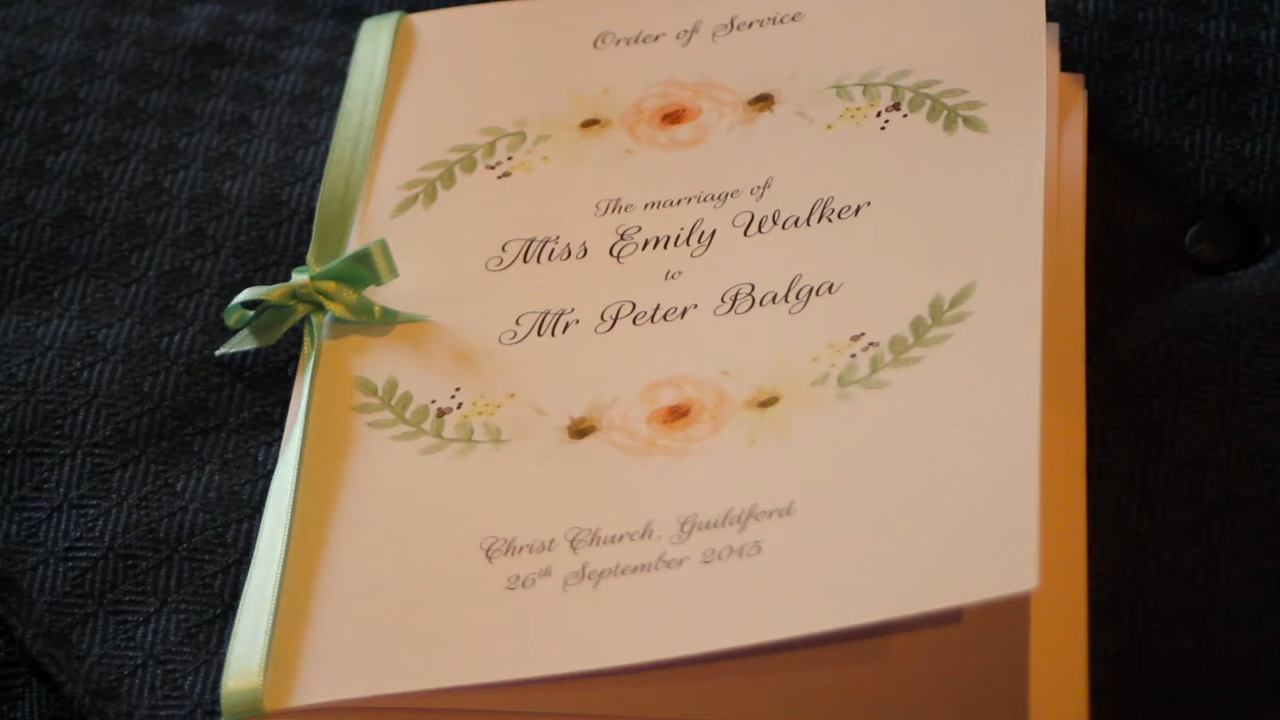 Order of Service
The marriage of
Miss Emily Walker
to
Mr Peter Balga
Christ Church, Guildford
26th September 2015